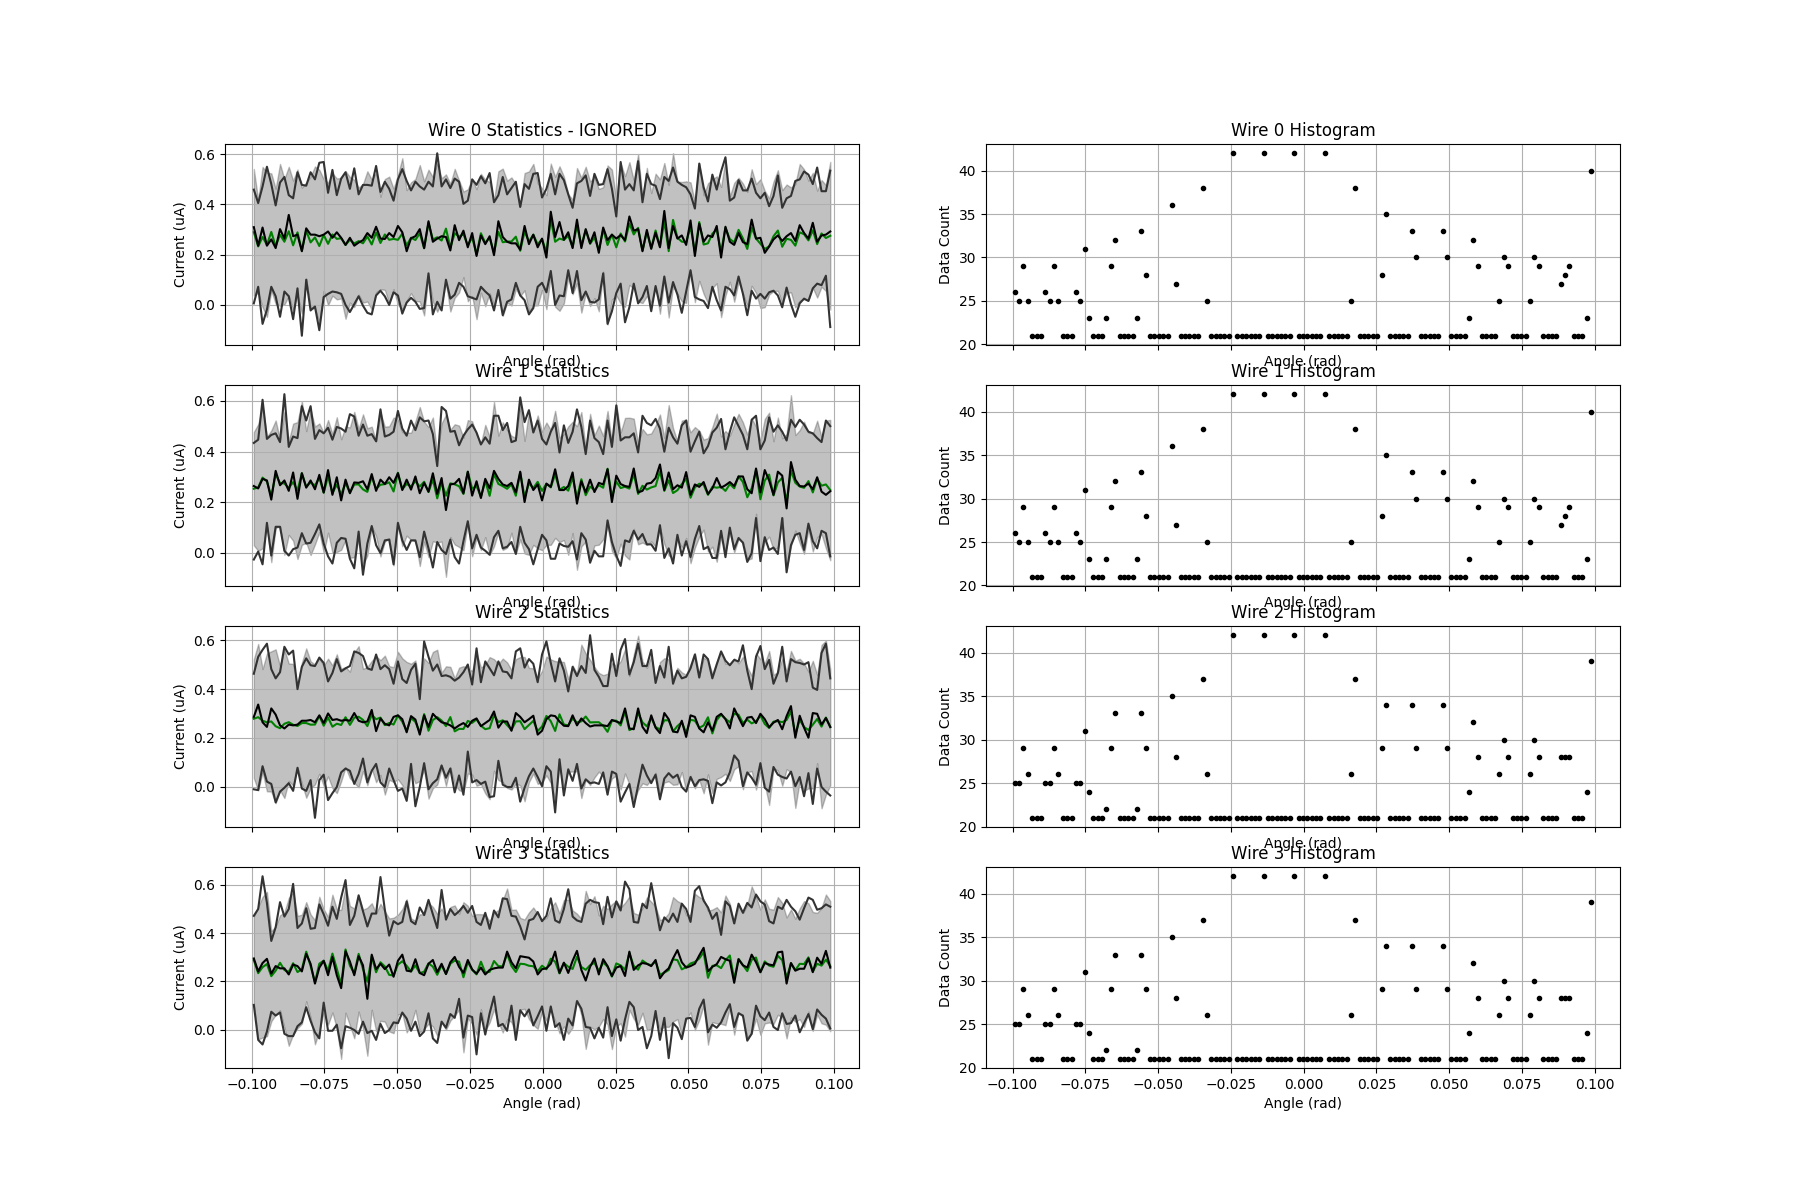 Wire 0 Statistics - IGNORED
Current (uA)
0.6
0.4
0.2
0.0
Angle (rad)
Wire 0 Histogram
Data Count
40
35
30
25
20
Angle (rad)
Wire 1 Statistics
Current (uA)
0.6
0.4
0.2
0.0
Angle (rad)
Wire 1 Histogram
Data Count
40
35
30
25
20
Angle (rad)
Wire 2 Statistics
Current (uA)
0.6
0.4
0.2
0.0
Angle (rad)
Wire 2 Histogram
Data Count
40
35
30
25
20
Angle (rad)
Wire 3 Statistics
Current (uA)
0.6
0.4
0.2
0.0
−0.100 −0.075 −0.050 −0.025 0.000 0.025 0.050 0.075 0.100
Angle (rad)
Wire 3 Histogram
Data Count
40
35
30
25
20
−0.100 −0.075 −0.050 −0.025 0.000 0.025 0.050 0.075 0.100
Angle (rad)